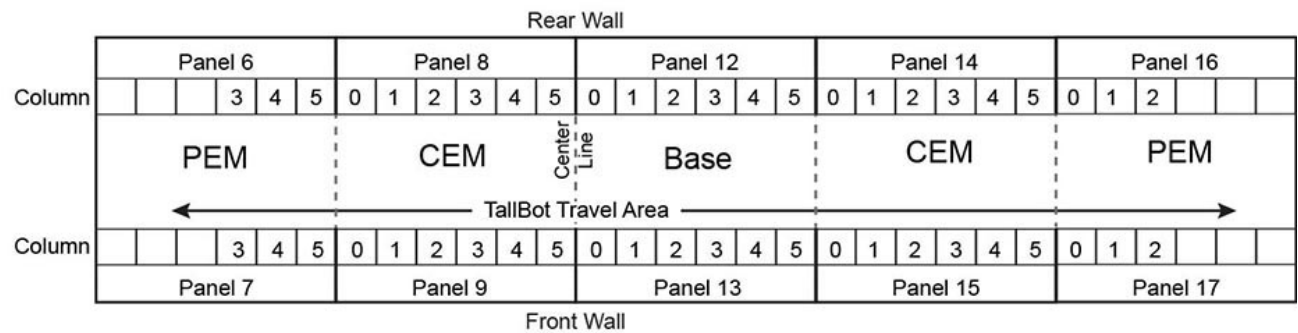 Rear Wall
Panel 6 Panel 8 Panel 12 Panel 14 Panel 16
Column 3 4 5 0 1 2 3 4 5 0 1 2 3 4 5 0 1 2 3 4 5 0 1 2
PEM CEM Center Line Base CEM PEM
TallBot Travel Area
Column 3 4 5 0 1 2 3 4 5 0 1 2 3 4 5 0 1 2 3 4 5 0 1 2
Panel 7 Panel 9 Panel 13 Panel 15 Panel 17
Front Wall